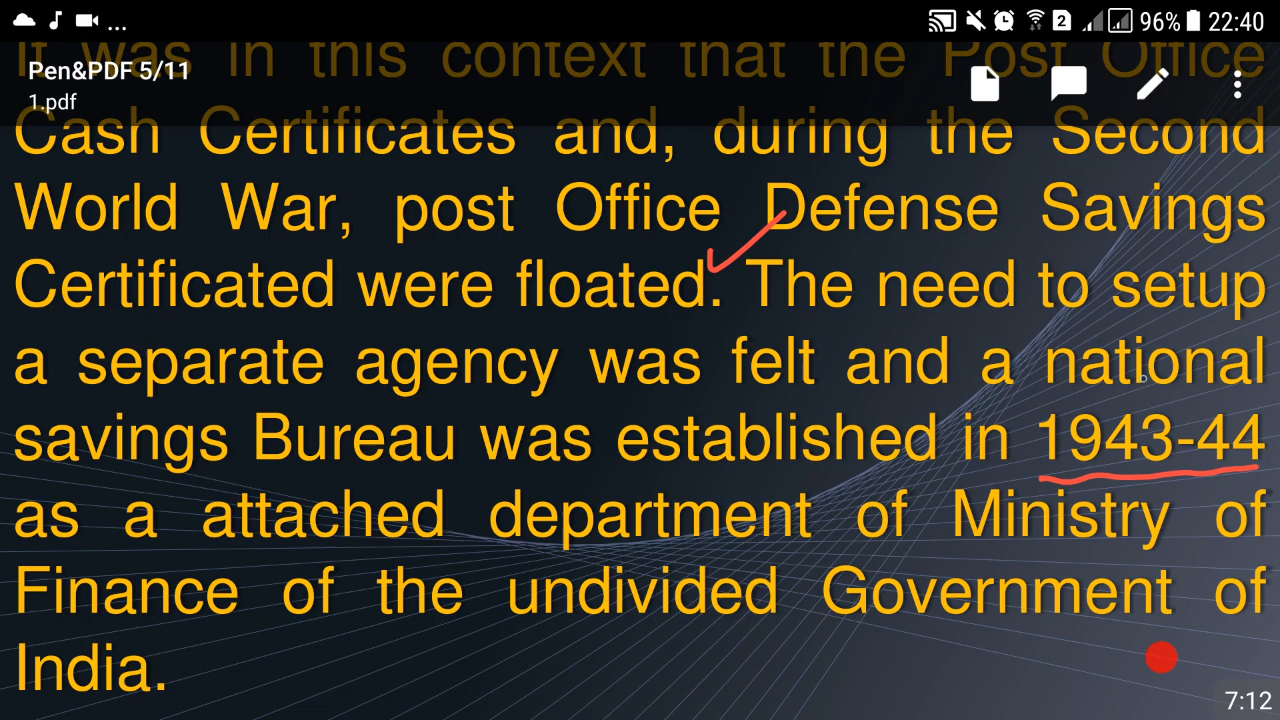 ... 2 96% 22:40
It was in this context that the Post Office
Pen&PDF 5/11
1.pdf
Cash Certificates and, during the Second
World War, post Office Defense Savings
Certificated were floated. The need to setup
a separate agency was felt and a national
savings Bureau was established in 1943-44
as a attached department of Ministry of
Finance of the undivided Government of
India.
7:12